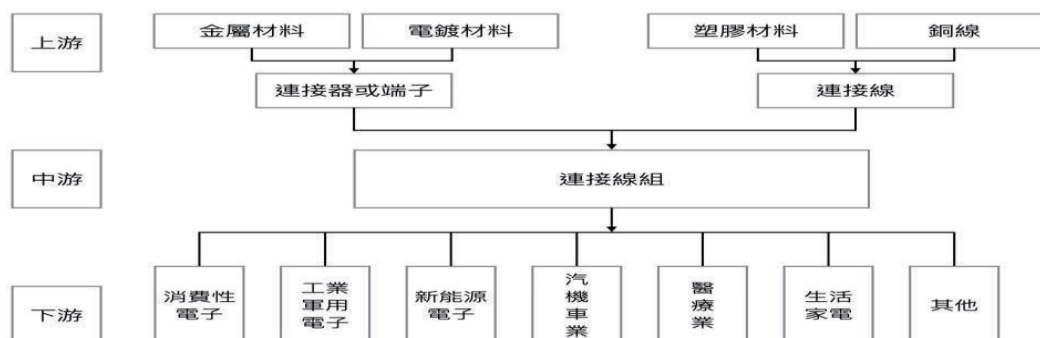 上游
金屬材料
電鍍材料
塑膠材料
銅線
連接器或端子
連接線
中游
連接線組
下游
消費性
電子
工業
軍用
電子
新能源
電子
汽
機
車
業
醫
療
業
生活
家電
其他